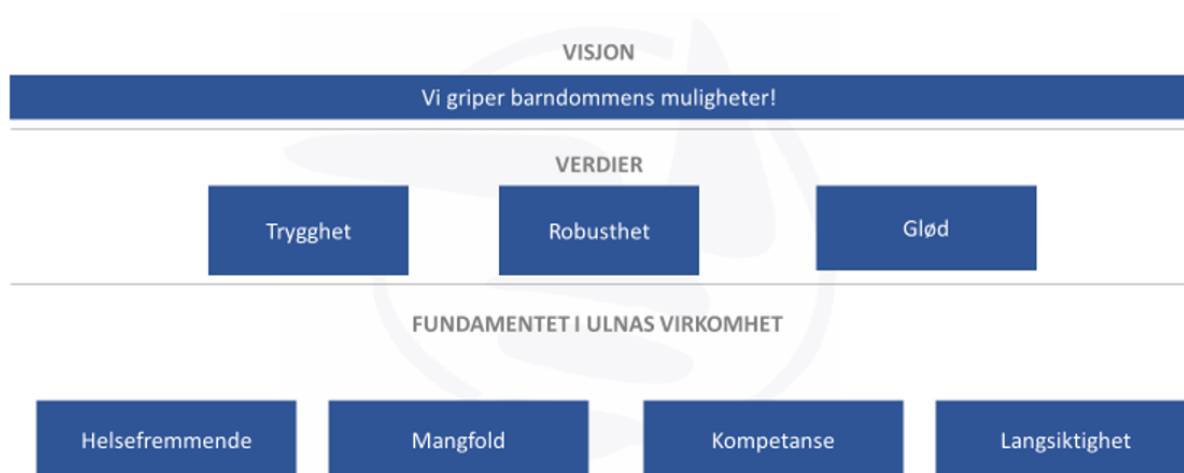 VISJON
Vi griper barndommens muligheter!
VERDIER
Trygghet
Robusthet
Glød
FUNDAMENTET I ULNAS VIRKOMHET
Helsefremmende
Mangfold
Kompetanse
Langsiktighet